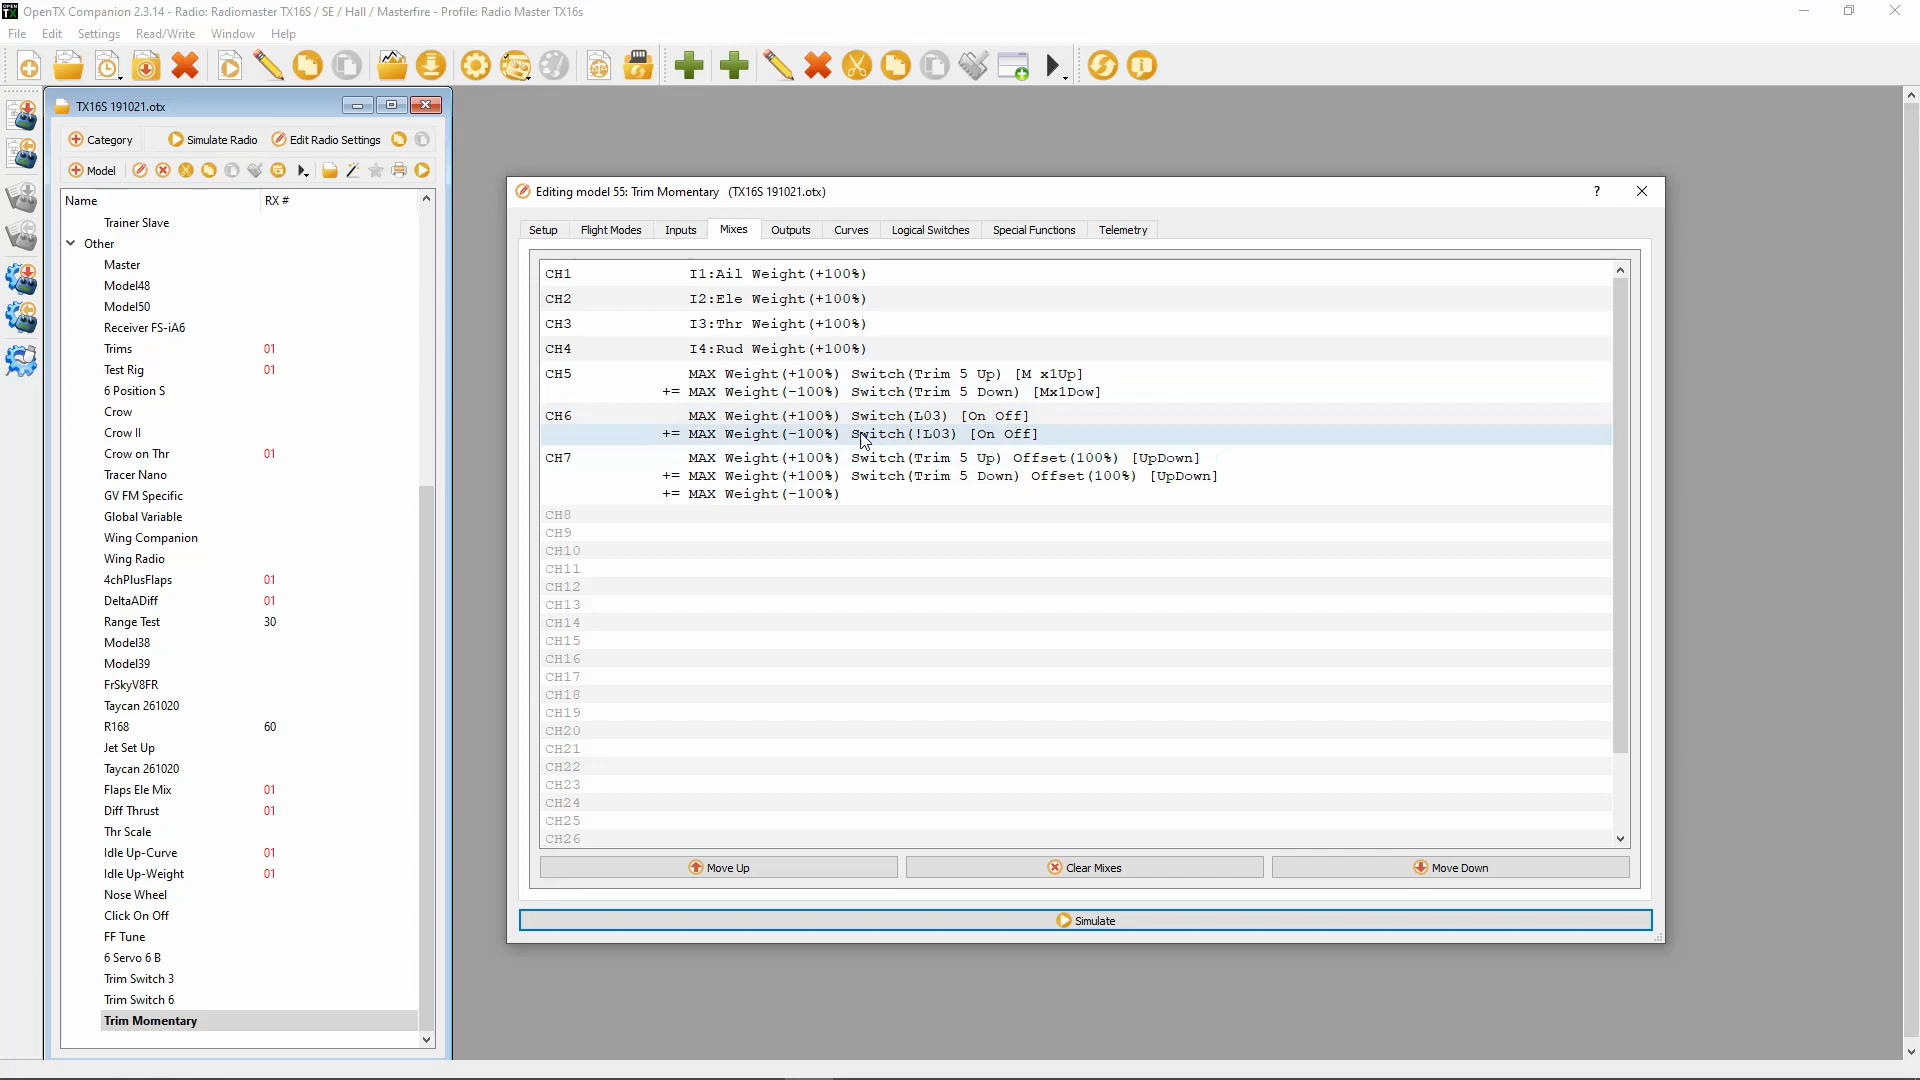 OpenTX Companion 2.3.14 - Radio: Radiomaster TX16S / SE / Hall / Masterfire - Profile: Radio Master TX16s
File Edit Settings Read/Write Window Help
TX16S 191021.otx
Category Simulate Radio Edit Radio Settings
Model
Name RX #
Trainer Slave
Other
Master
Model48
Model50
Receiver FS-iA6
Trims 01
Test Rig 01
6 Position S
Crow
Crow II
Crow on Thr 01
Tracer Nano
GV FM Specific
Global Variable
Wing Companion
Wing Radio
4chPlusFlaps 01
DeltaADiff 01
Range Test 30
Model38
Model39
FrSkyV8FR
Taycan 261020
R168 60
Jet Set Up
Taycan 261020
Flaps Ele Mix 01
Diff Thrust 01
Thr Scale
Idle Up-Curve 01
Idle Up-Weight 01
Nose Wheel
Click On Off
FF Tune
6 Servo 6 B
Trim Switch 3
Trim Switch 6
Trim Momentary
Editing model 55: Trim Momentary (TX16S 191021.otx) ?
Setup Flight Modes Inputs Mixes Outputs Curves Logical Switches Special Functions Telemetry
CH1 I1:Ail Weight(+100%)
CH2 I2:Ele Weight(+100%)
CH3 I3:Thr Weight(+100%)
CH4 I4:Rud Weight(+100%)
CH5 MAX Weight(+100%) Switch(Trim 5 Up) [M x1Up]
+= MAX Weight(-100%) Switch(Trim 5 Down) [Mx1Dow]
CH6 MAX Weight(+100%) Switch(L03) [On Off]
+= MAX Weight(-100%) Switch(!L03) [On Off]
CH7 MAX Weight(+100%) Switch(Trim 5 Up) Offset(100%) [UpDown]
+= MAX Weight(+100%) Switch(Trim 5 Down) Offset(100%) [UpDown]
+= MAX Weight(-100%)
CH8
CH9
CH10
CH11
CH12
CH13
CH14
CH15
CH16
CH17
CH18
CH19
CH20
CH21
CH22
CH23
CH24
CH25
CH26
Move Up Clear Mixes Move Down
Simulate